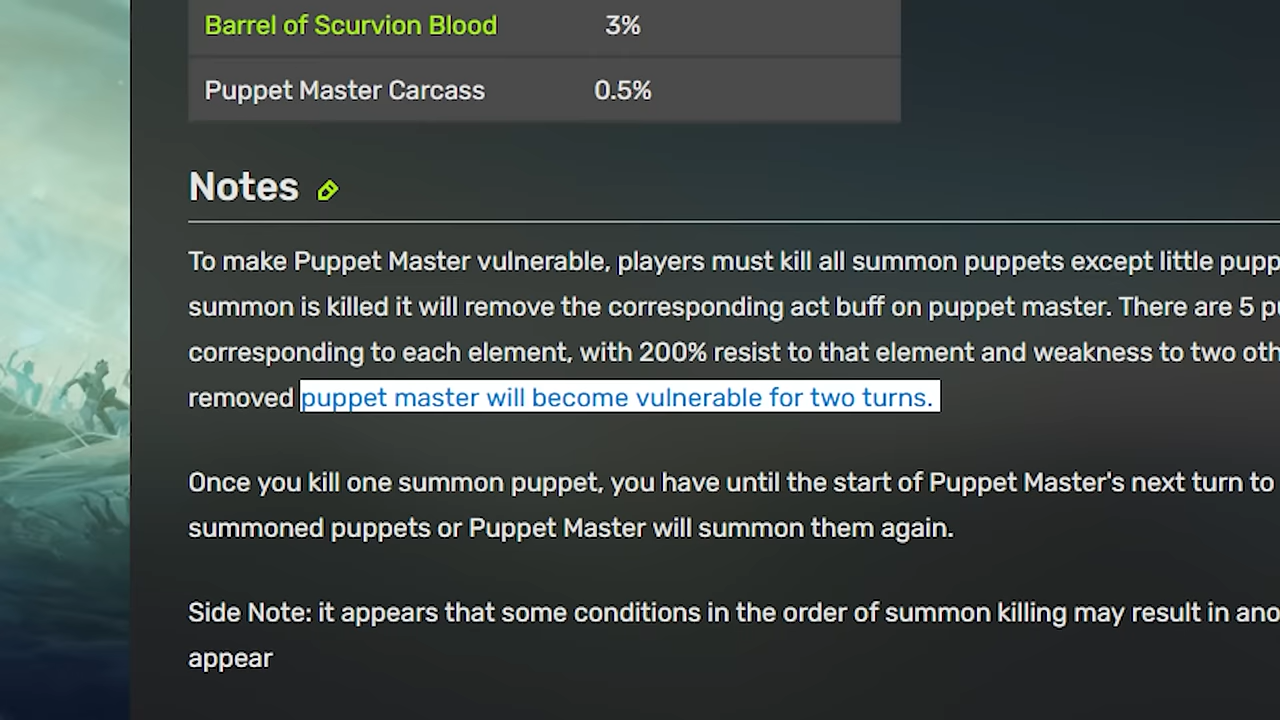 Barrel of Scurvion Blood 3%
Puppet Master Carcass 0.5%
Notes
To make Puppet Master vulnerable, players must kill all summon puppets except little pupp
summon is killed it will remove the corresponding act buff on puppet master. There are 5 pu
corresponding to each element, with 200% resist to that element and weakness to two oth
removed puppet master will become vulnerable for two turns.
Once you kill one summon puppet, you have until the start of Puppet Master's next turn to
summoned puppets or Puppet Master will summon them again.
Side Note: it appears that some conditions in the order of summon killing may result in ano
appear